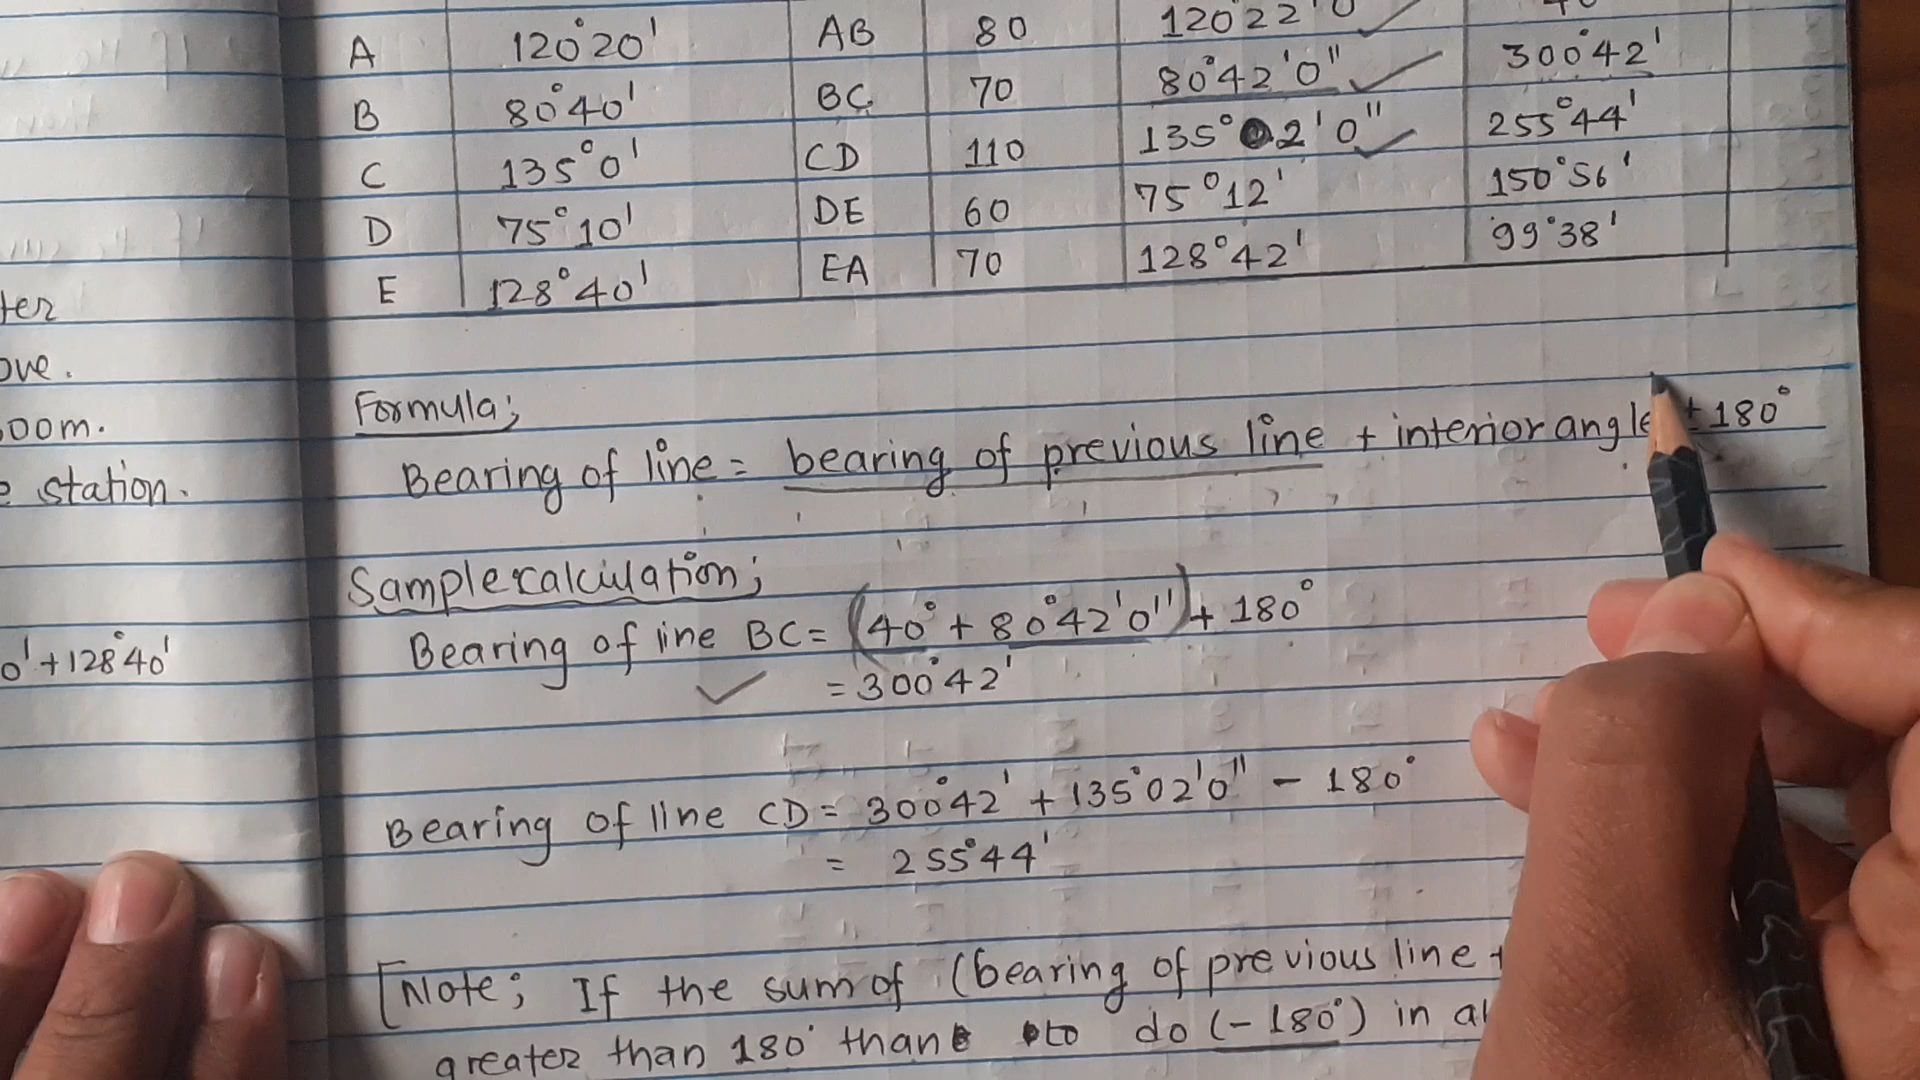 A 120°20' AB 80 120°22'0
B 80°40' BC 70 80°42'0" 300°42'
C 135°0' CD 110 135°02'0" 255°44'
D 75°10' DE 60 75°12' 150°56'
E 128°40' EA 70 128°42' 99°38'
ter
ove.
oom.
e station.
0'+128°40'
Formula;
Bearing of line = bearing of previous line + interior angle ± 180°
Sample calculation;
Bearing of line BC = (40° + 80°42'0") + 180°
= 300°42'
Bearing of line CD = 300°42' + 135°02'0" - 180°
= 255°44'
[Note; If the sum of (bearing of previous line +
greater than 180° than to do (-180°) in